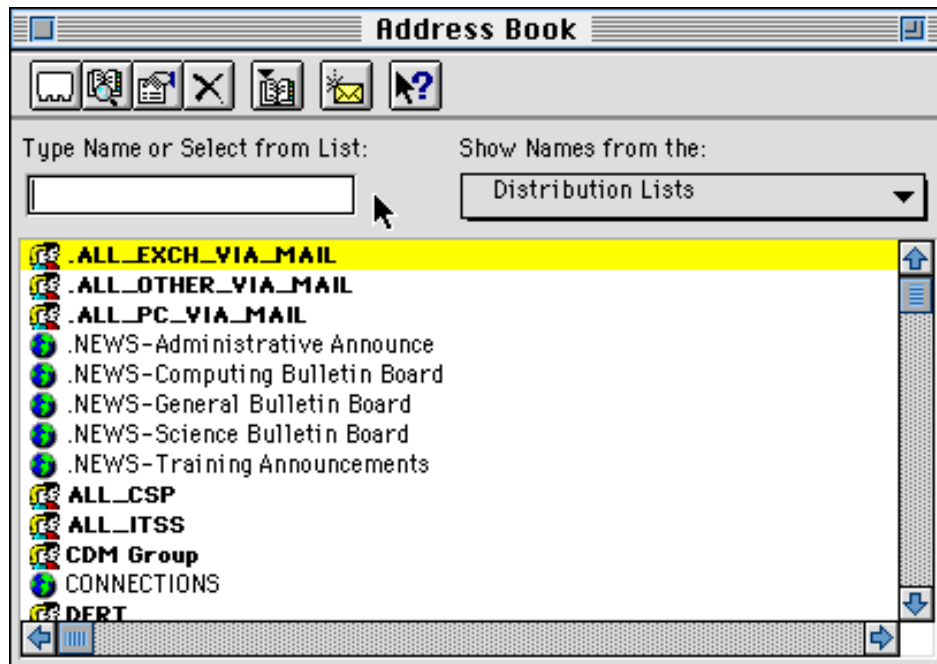 Address Book
?
Type Name or Select from List:
Show Names from the:
Distribution Lists
.ALL_EXCH_VIA_MAIL
.ALL_OTHER_VIA_MAIL
.ALL_PC_VIA_MAIL
.NEWS-Administrative Announce
.NEWS-Computing Bulletin Board
.NEWS-General Bulletin Board
.NEWS-Science Bulletin Board
.NEWS-Training Announcements
ALL_CSP
ALL_ITSS
CDM Group
CONNECTIONS
DERT